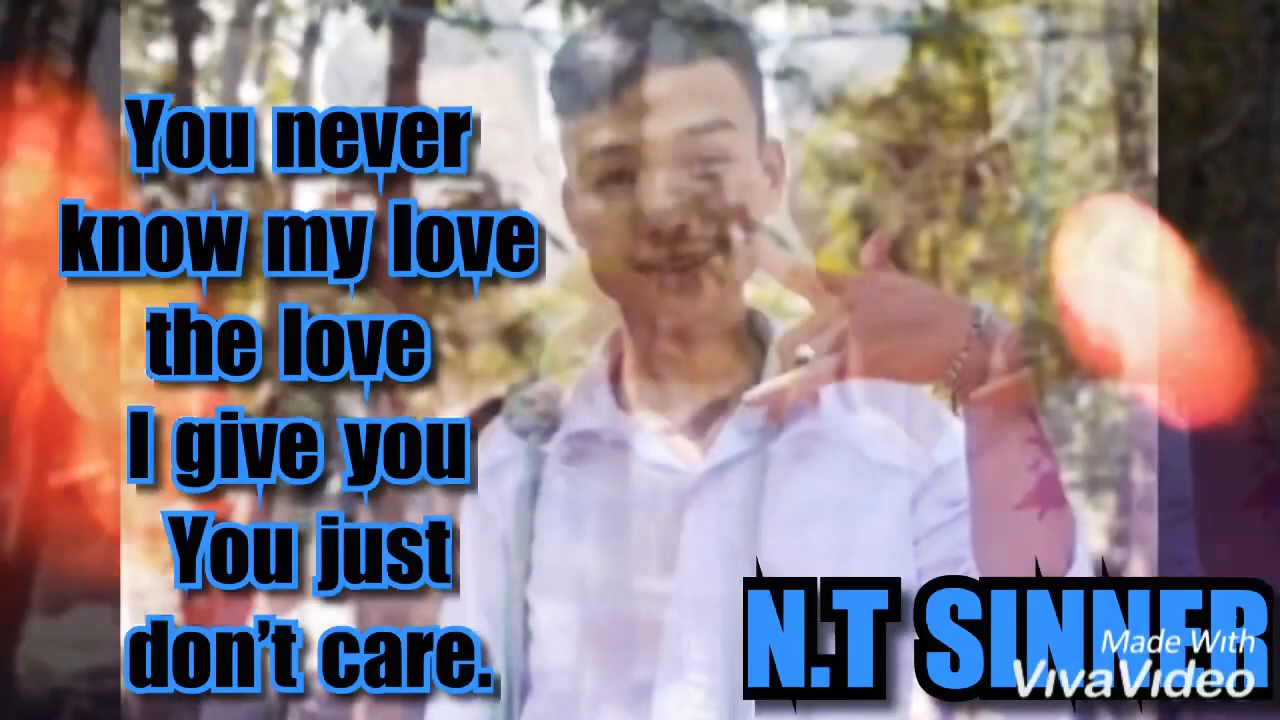 You never
know my love
the love
I give you
You just
don't care.
N.T SINNER
Made With
VivaVideo